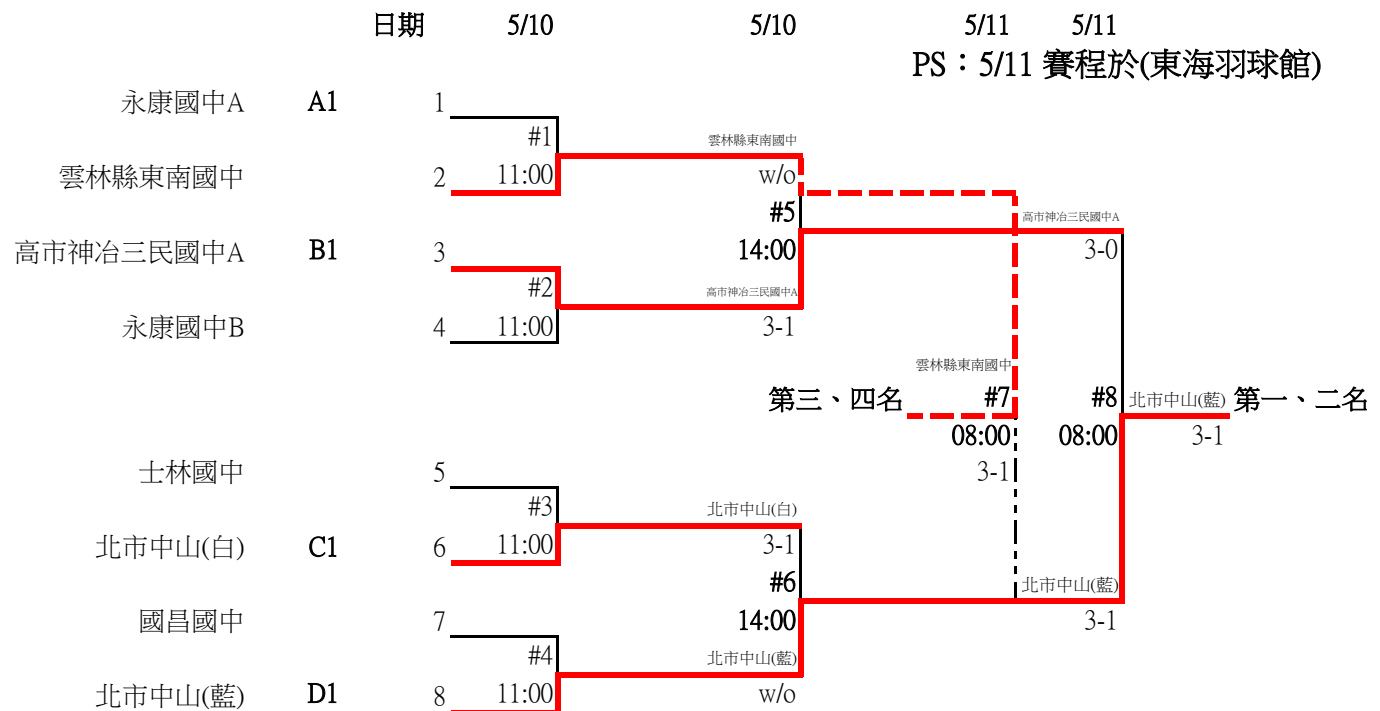 日期 5/10 5/10 5/11 5/11
PS：5/11 賽程於(東海羽球館)
永康國中A A1 1
#1 雲林縣東南國中
雲林縣東南國中 2 11:00 w/o
#5 高市神冶三民國中A
高市神冶三民國中A B1 3 14:00 3-0
#2 高市神冶三民國中A
永康國中B 4 11:00 3-1
雲林縣東南國中
第三、四名 #7 #8 北市中山(藍) 第一、二名
08:00 08:00 3-1
士林國中 5 3-1
#3 北市中山(白)
北市中山(白) C1 6 11:00 3-1
#6 北市中山(藍)
國昌國中 7 14:00 3-1
#4 北市中山(藍)
北市中山(藍) D1 8 11:00 w/o